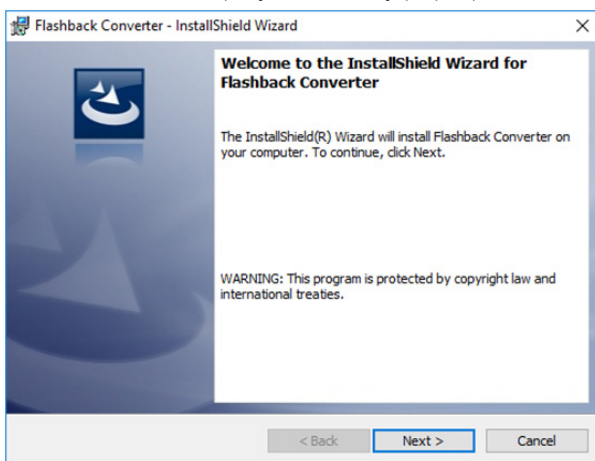 Flashback Converter - InstallShield Wizard
Welcome to the InstallShield Wizard for
Flashback Converter
The InstallShield(R) Wizard will install Flashback Converter on
your computer. To continue, click Next.
WARNING: This program is protected by copyright law and
international treaties.
< Back
Next >
Cancel